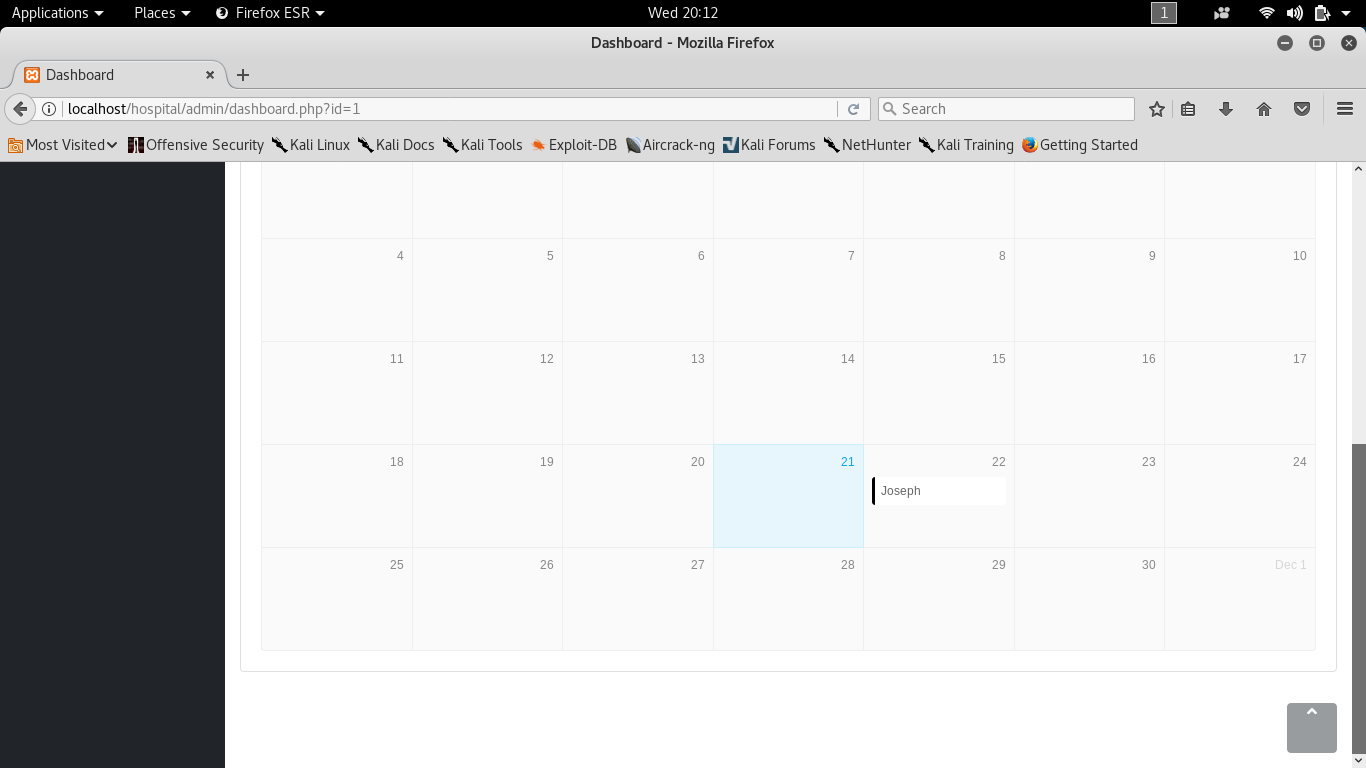 Applications Places Firefox ESR Wed 20:12 1
Dashboard - Mozilla Firefox
Dashboard
localhost/hospital/admin/dashboard.php?id=1 Search
Most Visited Offensive Security Kali Linux Kali Docs Kali Tools Exploit-DB Aircrack-ng Kali Forums NetHunter Kali Training Getting Started
4 5 6 7 8 9 10
11 12 13 14 15 16 17
18 19 20 21 22 23 24
Joseph
25 26 27 28 29 30 Dec 1